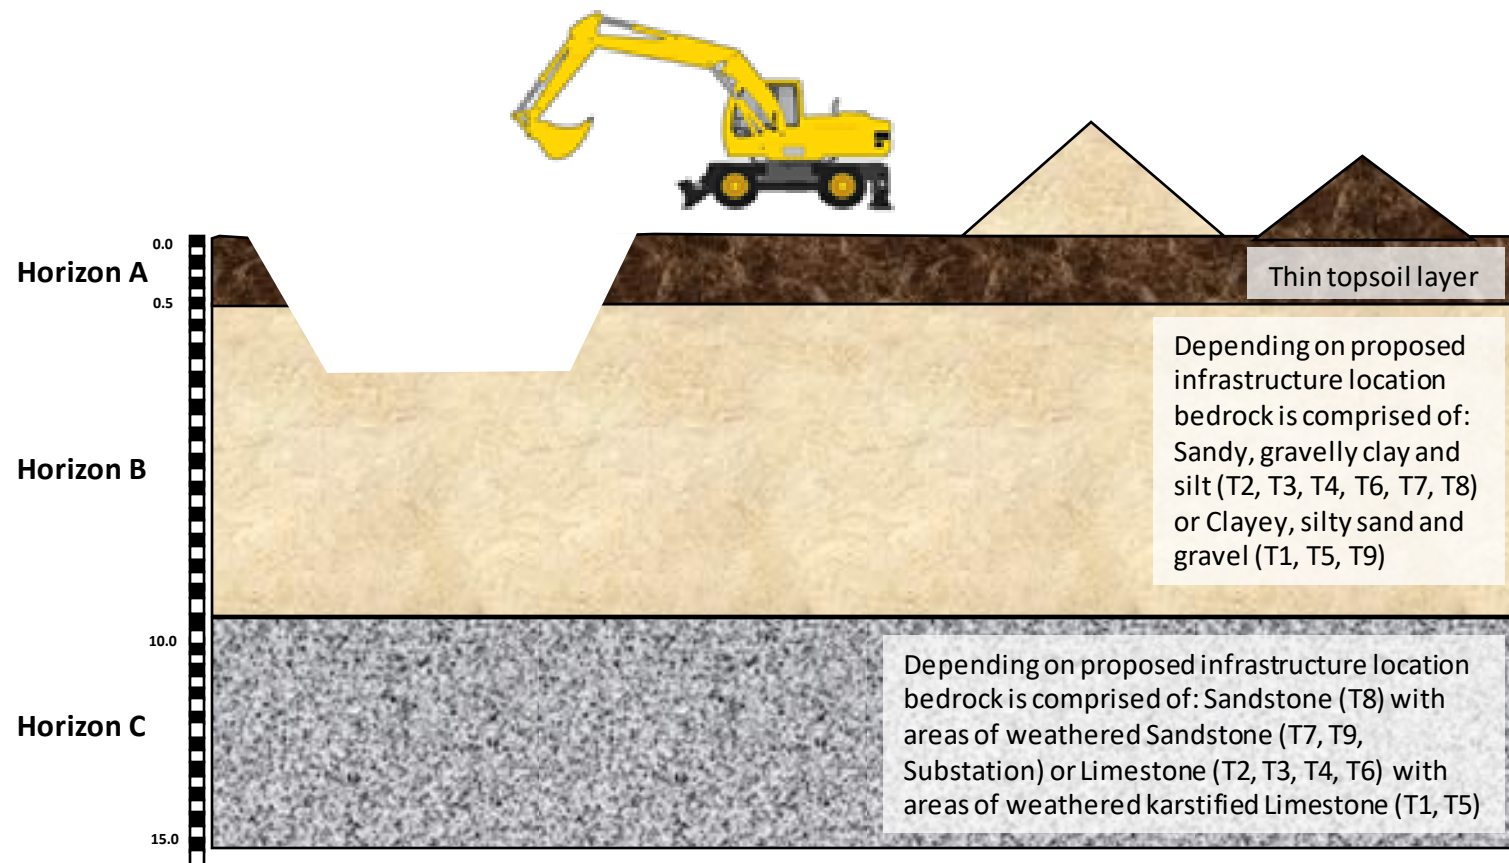 0.0
Horizon A
0.5
Thin topsoil layer
Depending on proposed
infrastructure location
bedrock is comprised of:
Sandy, gravelly clay and
silt (T2, T3, T4, T6, T7, T8)
or Clayey, silty sand and
gravel (T1, T5, T9)
Horizon B
10.0
Depending on proposed infrastructure location
bedrock is comprised of: Sandstone (T8) with
areas of weathered Sandstone (T7, T9,
Substation) or Limestone (T2, T3, T4, T6) with
areas of weathered karstified Limestone (T1, T5)
Horizon C
15.0